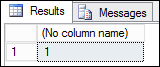 Results Messages
(No column name)
1 1